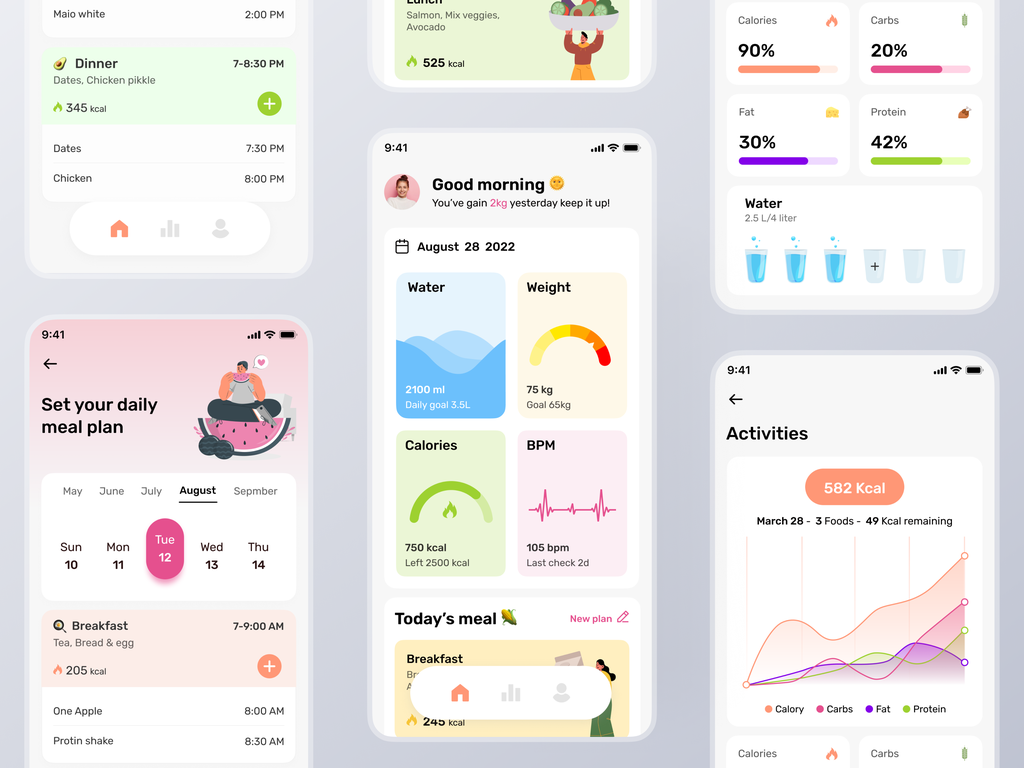 Maio white
2:00 PM
Dinner
7-8:30 PM
Dates, Chicken pikkle
345 kcal
Dates
7:30 PM
Chicken
8:00 PM
9:41
Set your daily
meal plan
May
June
July
August
Sepmber
Sun
10
Mon
11
Tue
12
Wed
13
Thu
14
Breakfast
7-9:00 AM
Tea, Bread & egg
205 kcal
One Apple
8:00 AM
Protin shake
8:30 AM
Lunch
Salmon, Mix veggies,
Avocado
525 kcal
9:41
Good morning
You've gain 2kg yesterday keep it up!
August 28 2022
Water
2100 ml
Daily goal 3.5L
Weight
75 kg
Goal 65kg
Calories
750 kcal
Left 2500 kcal
BPM
105 bpm
Last check 2d
Today's meal
New plan
Breakfast
245 kcal
Calories
90%
Carbs
20%
Fat
30%
Protein
42%
Water
2.5 L/4 liter
9:41
Activities
582 Kcal
March 28 - 3 Foods - 49 Kcal remaining
Calory
Carbs
Fat
Protein
Calories
Carbs